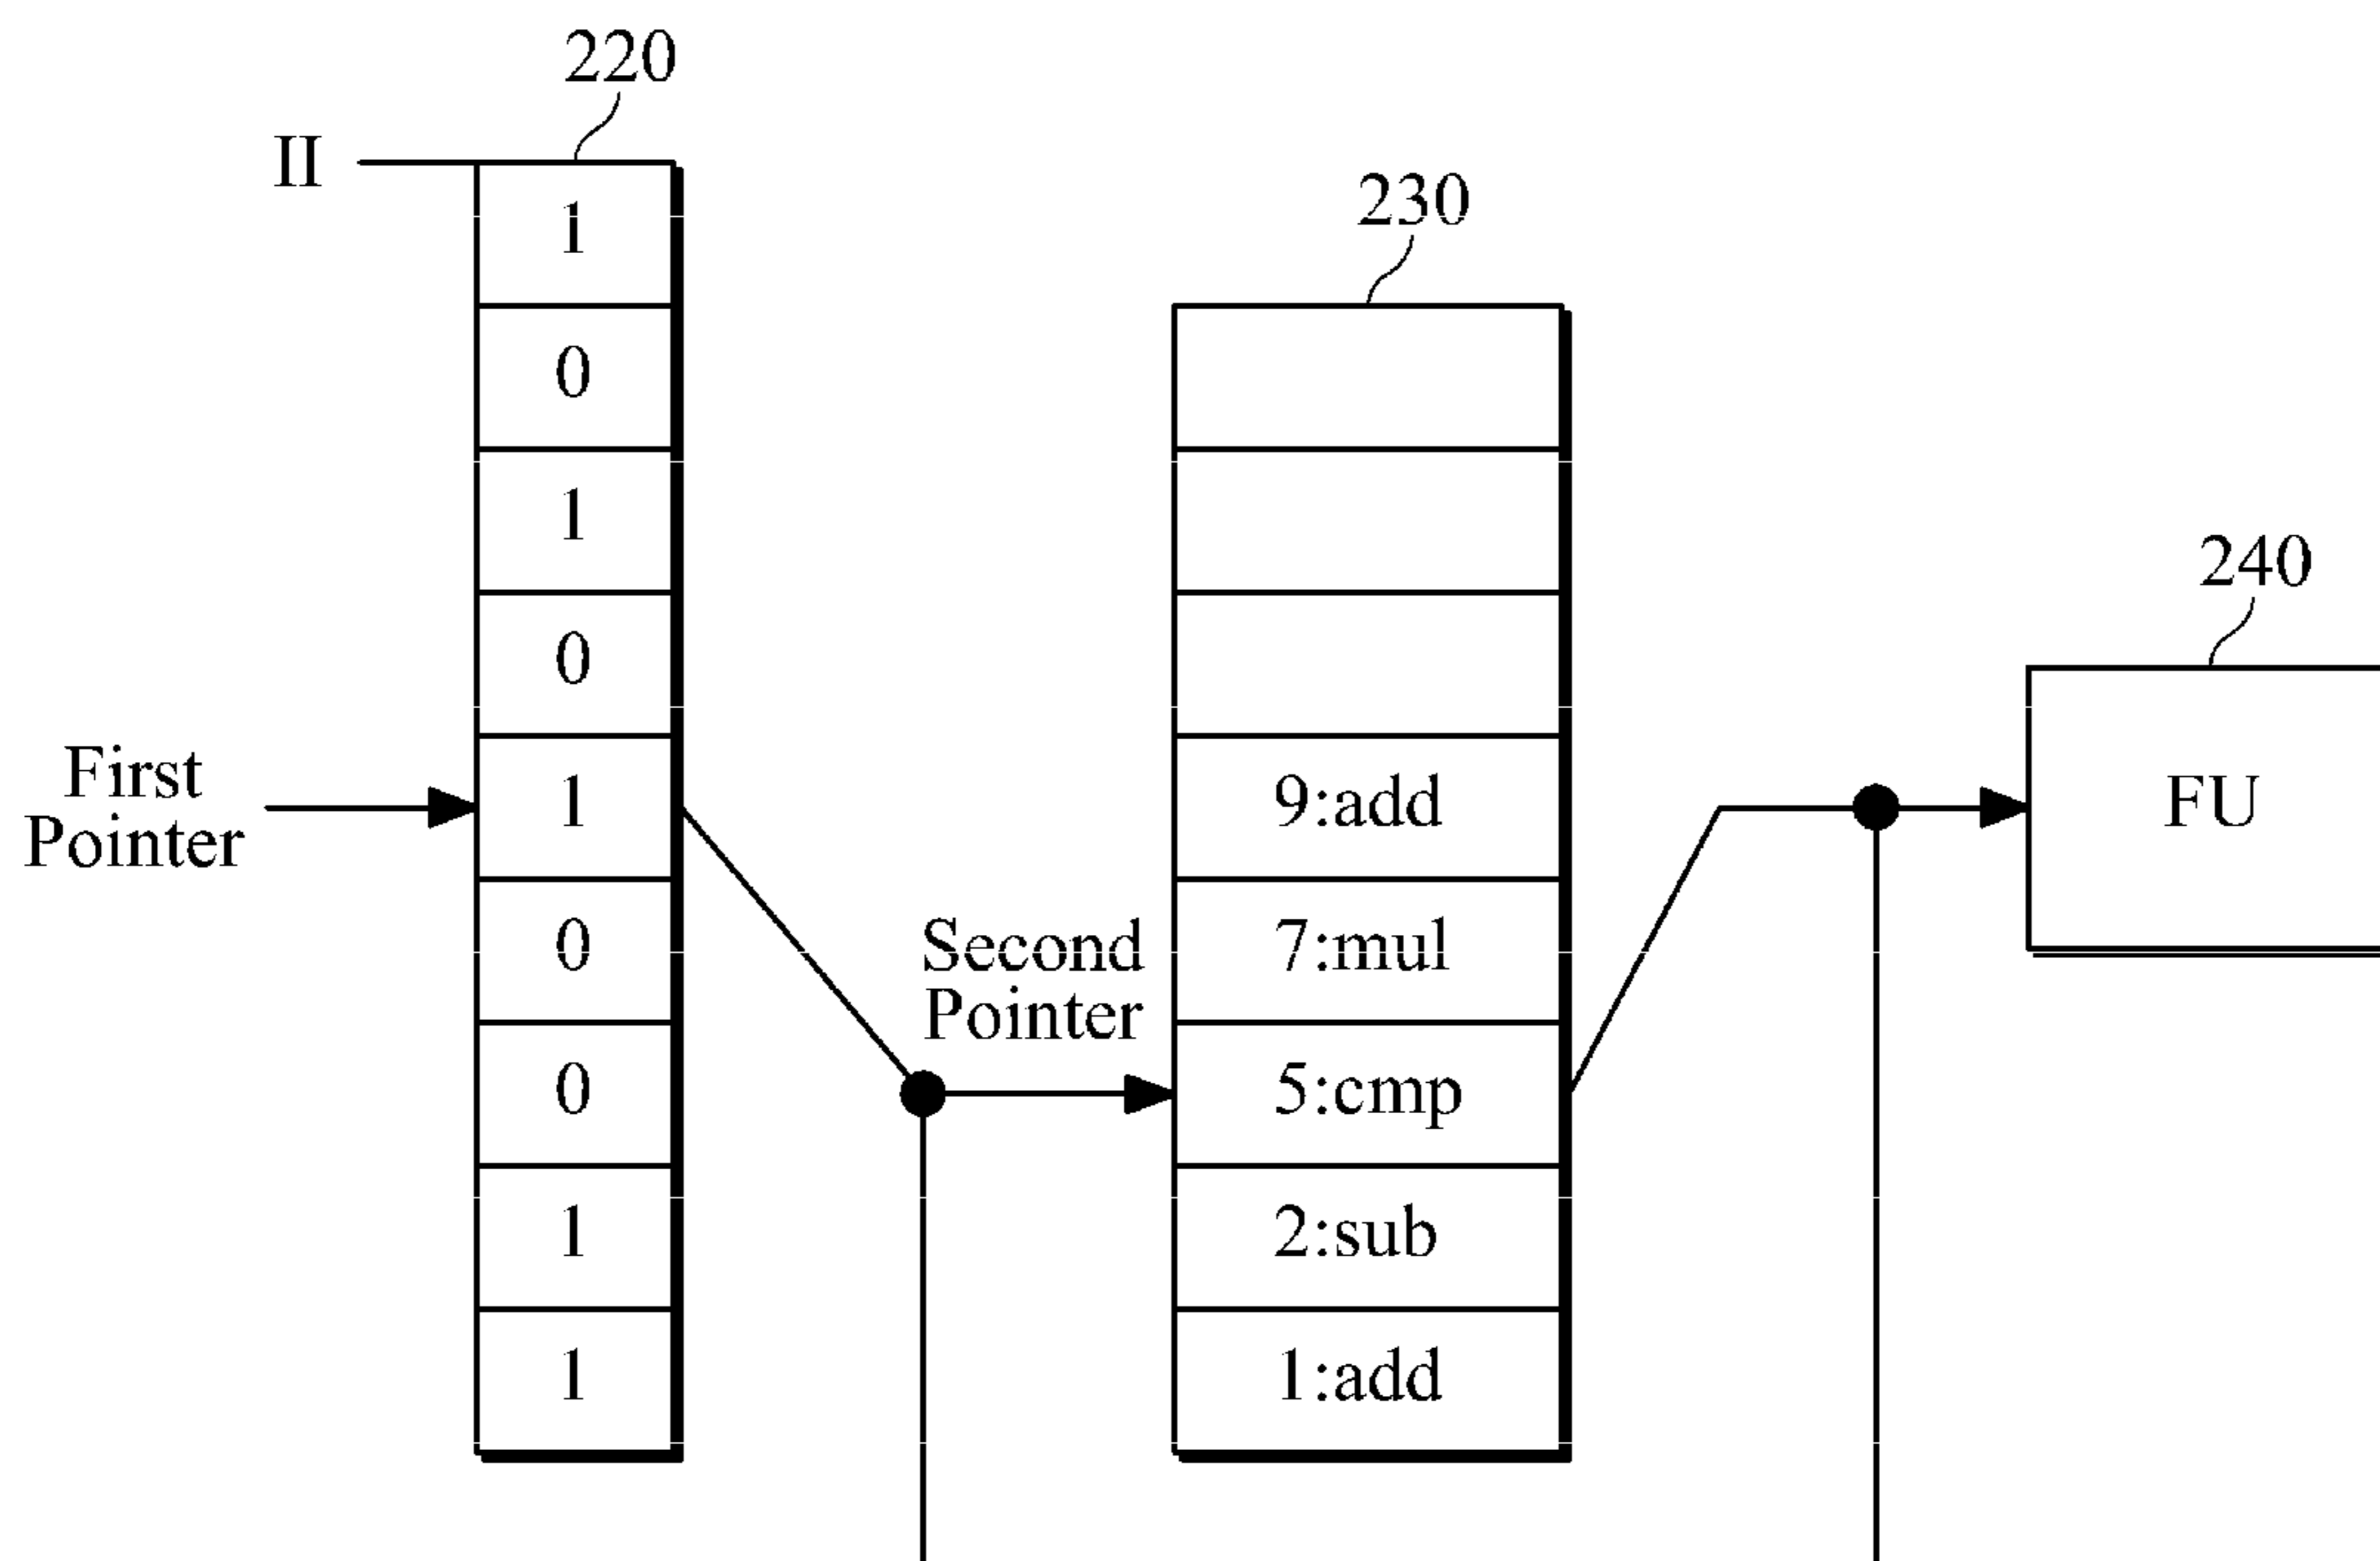 220
II
1
0
1
0
1
0
0
1
1
First
Pointer
230
9:add
7:mul
5:cmp
2:sub
1:add
Second
Pointer
240
FU